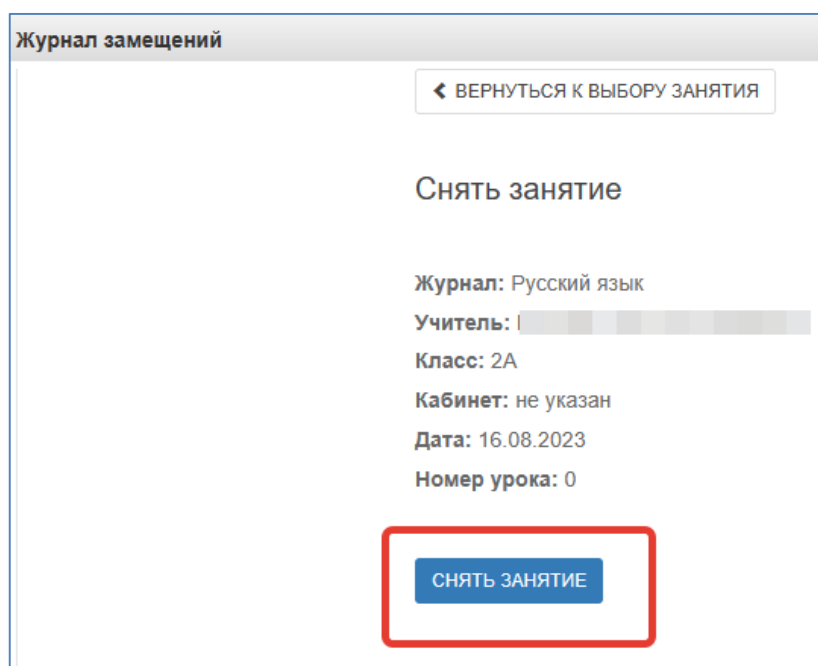 Журнал замещений
ВЕРНУТЬСЯ К ВЫБОРУ ЗАНЯТИЯ
Снять занятие
Журнал: Русский язык
Учитель:
Класс: 2А
Кабинет: не указан
Дата: 16.08.2023
Номер урока: 0
СНЯТЬ ЗАНЯТИЕ